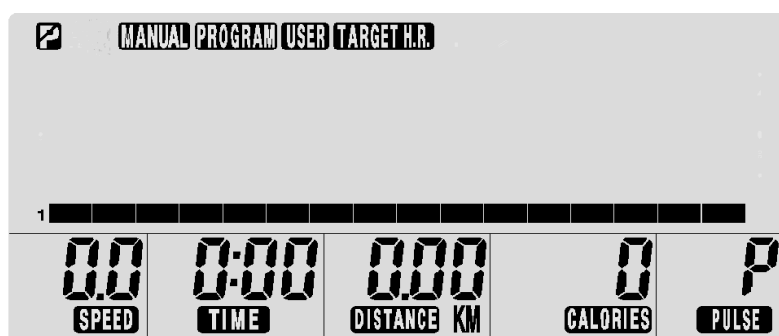 P MANUAL PROGRAM USER TARGET H.R.
1
0.0 0:00 0.00 0 P
SPEED TIME DISTANCE KM CALORIES PULSE